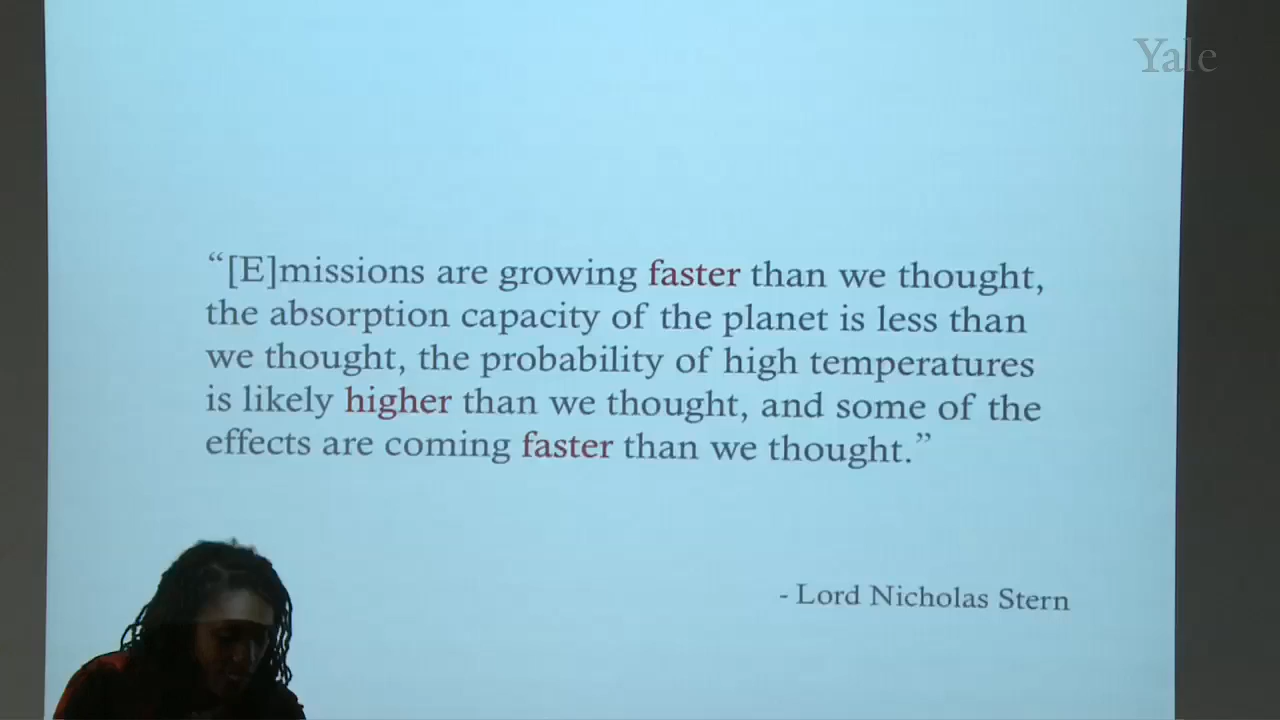 Yale
“[E]missions are growing faster than we thought,
the absorption capacity of the planet is less than
we thought, the probability of high temperatures
is likely higher than we thought, and some of the
effects are coming faster than we thought.”
- Lord Nicholas Stern